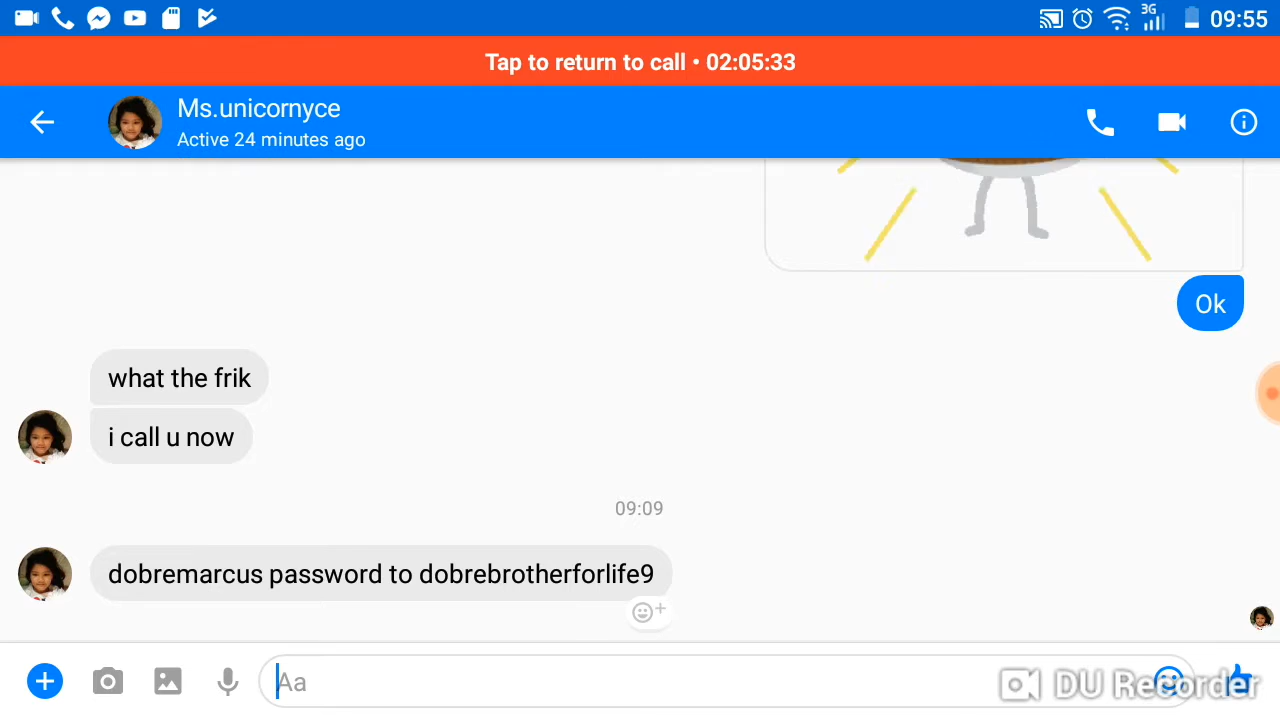 3G
09:55
Tap to return to call • 02:05:33
Ms.unicornyce
Active 24 minutes ago
Ok
what the frik
i call u now
09:09
dobremarcus password to dobrebrotherforlife9
Aa
DU Recorder